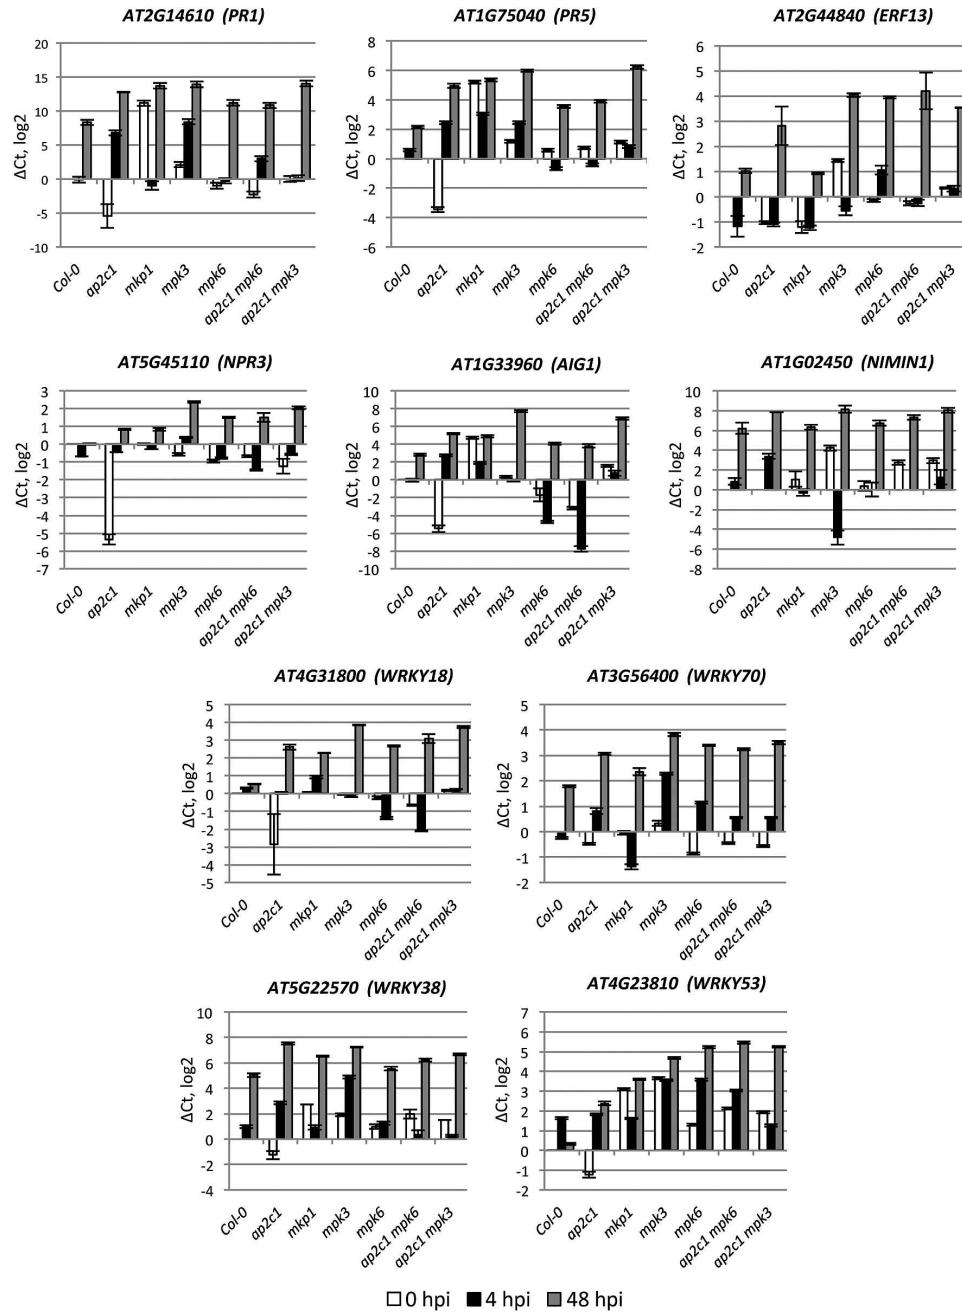 AT2G14610 (PR1)
AT1G75040 (PR5)
AT2G44840 (ERF13)
ΔCt, log2
20
15
10
5
0
-5
-10
Col-0
ap2c1
mkp1
mpk3
mpk6
ap2c1 mpk6
ap2c1 mpk3
ΔCt, log2
8
6
4
2
0
-2
-4
-6
Col-0
ap2c1
mkp1
mpk3
mpk6
ap2c1 mpk6
ap2c1 mpk3
ΔCt, log2
6
5
4
3
2
1
0
-1
-2
Col-0
ap2c1
mkp1
mpk3
mpk6
ap2c1 mpk6
ap2c1 mpk3
AT5G45110 (NPR3)
AT1G33960 (AIG1)
AT1G02450 (NIMIN1)
ΔCt, log2
3
2
1
0
-1
-2
-3
-4
-5
-6
-7
Col-0
ap2c1
mkp1
mpk3
mpk6
ap2c1 mpk6
ap2c1 mpk3
ΔCt, log2
10
8
6
4
2
0
-2
-4
-6
-8
-10
Col-0
ap2c1
mkp1
mpk3
mpk6
ap2c1 mpk6
ap2c1 mpk3
ΔCt, log2
10
8
6
4
2
0
-2
-4
-6
-8
Col-0
ap2c1
mkp1
mpk3
mpk6
ap2c1 mpk6
ap2c1 mpk3
AT4G31800 (WRKY18)
AT3G56400 (WRKY70)
ΔCt, log2
5
4
3
2
1
0
-1
-2
-3
-4
-5
Col-0
ap2c1
mkp1
mpk3
mpk6
ap2c1 mpk6
ap2c1 mpk3
ΔCt, log2
5
4
3
2
1
0
-1
-2
Col-0
ap2c1
mkp1
mpk3
mpk6
ap2c1 mpk6
ap2c1 mpk3
AT5G22570 (WRKY38)
AT4G23810 (WRKY53)
ΔCt, log2
10
8
6
4
2
0
-2
-4
Col-0
ap2c1
mkp1
mpk3
mpk6
ap2c1 mpk6
ap2c1 mpk3
ΔCt, log2
7
6
5
4
3
2
1
0
-1
-2
Col-0
ap2c1
mkp1
mpk3
mpk6
ap2c1 mpk6
ap2c1 mpk3
0 hpi 4 hpi 48 hpi